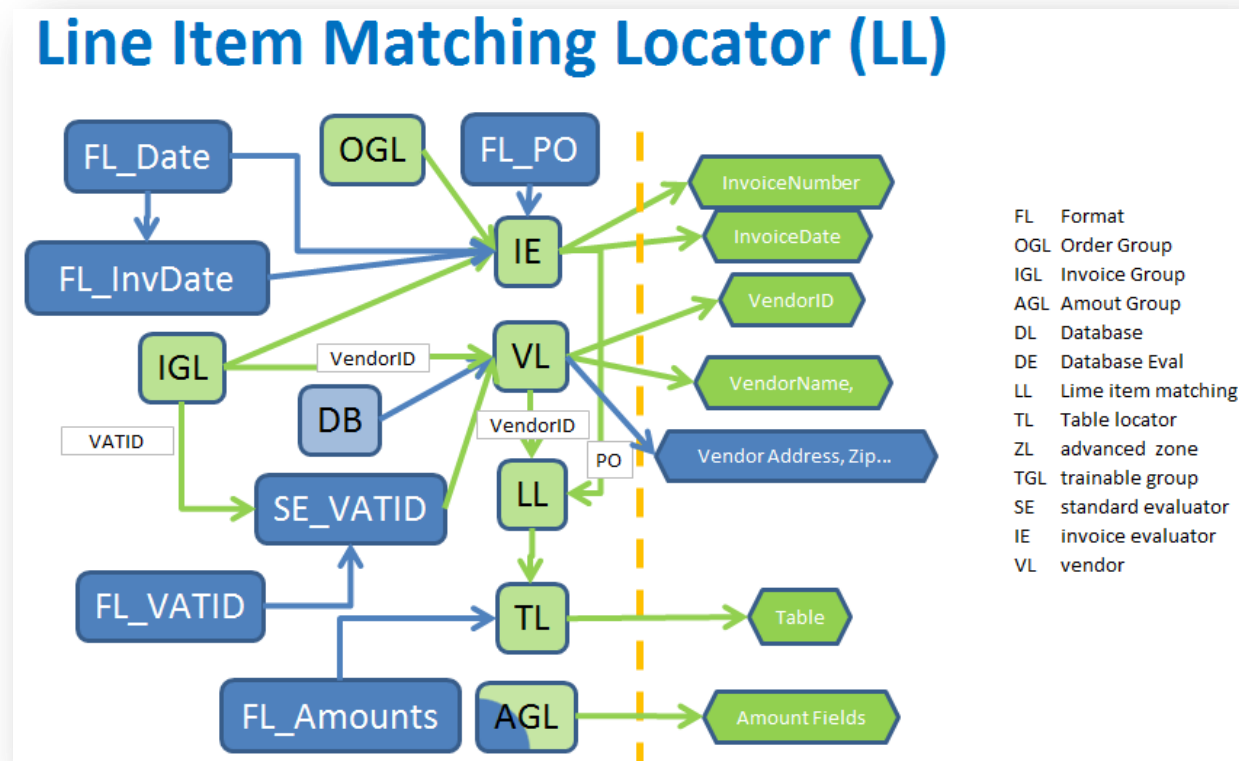 Line Item Matching Locator (LL)
FL_Date
OGL
FL_PO
InvoiceNumber
InvoiceDate
IE
FL_InvDate
VendorID
IGL
VendorID
VL
VendorName,
DB
VendorID
VATID
PO
Vendor Address, Zip...
LL
SE_VATID
FL_VATID
TL
Table
FL_Amounts
AGL
Amount Fields
FL Format
OGL Order Group
IGL Invoice Group
AGL Amout Group
DL Database
DE Database Eval
LL Lime item matching
TL Table locator
ZL advanced zone
TGL trainable group
SE standard evaluator
IE invoice evaluator
VL vendor